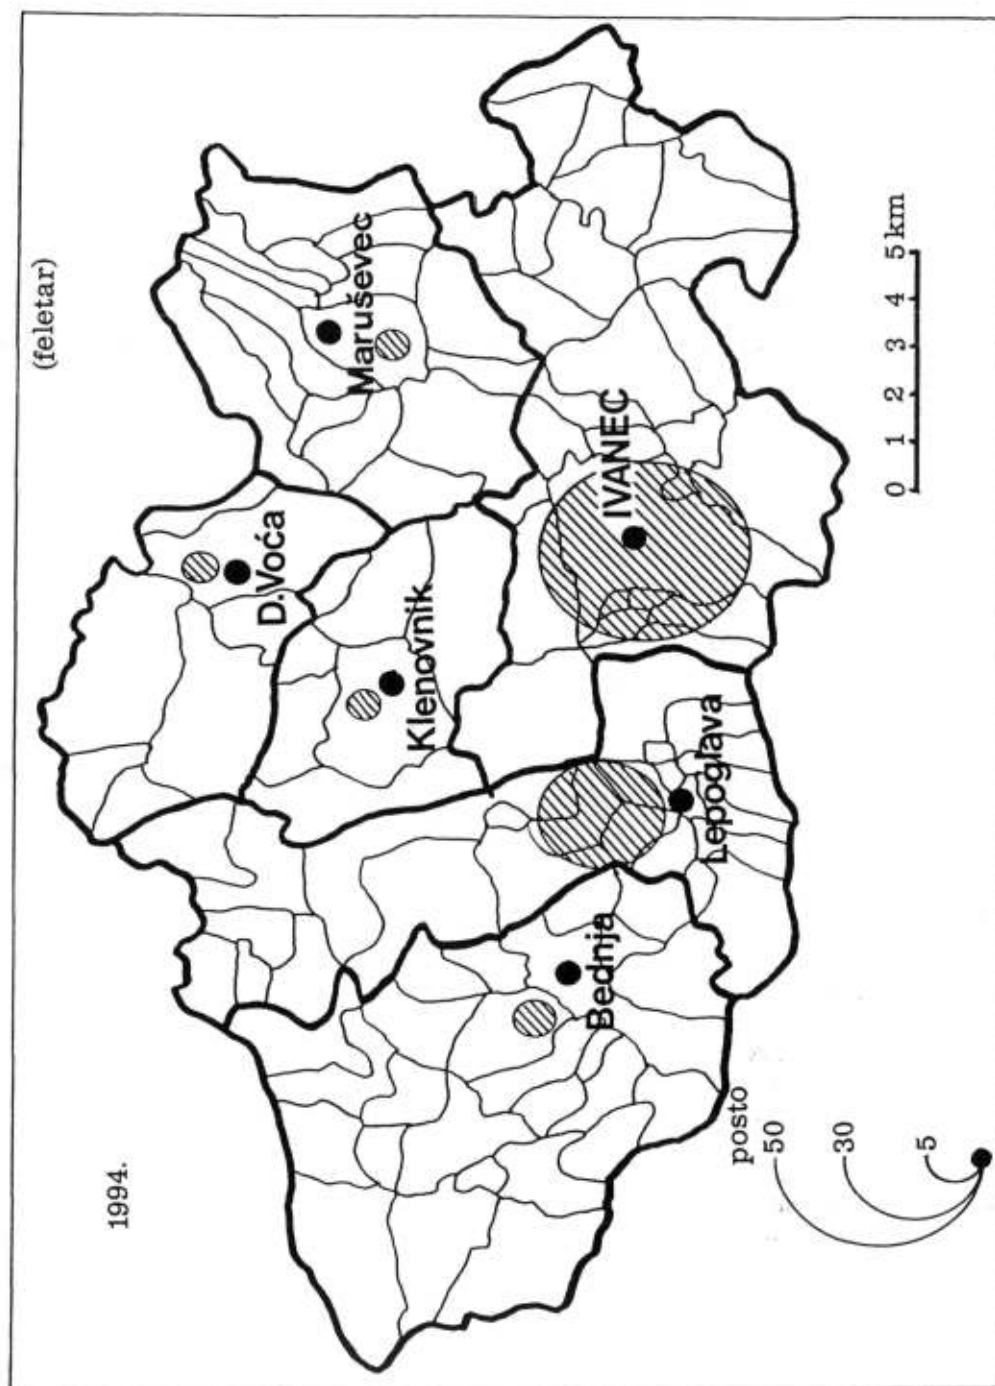 1994.
(feletar)
D.Voća
Maruševec
Klenovnik
Bednja
IVANEC
Lepoglava
posto
50
30
5
0 1 2 3 4 5 km